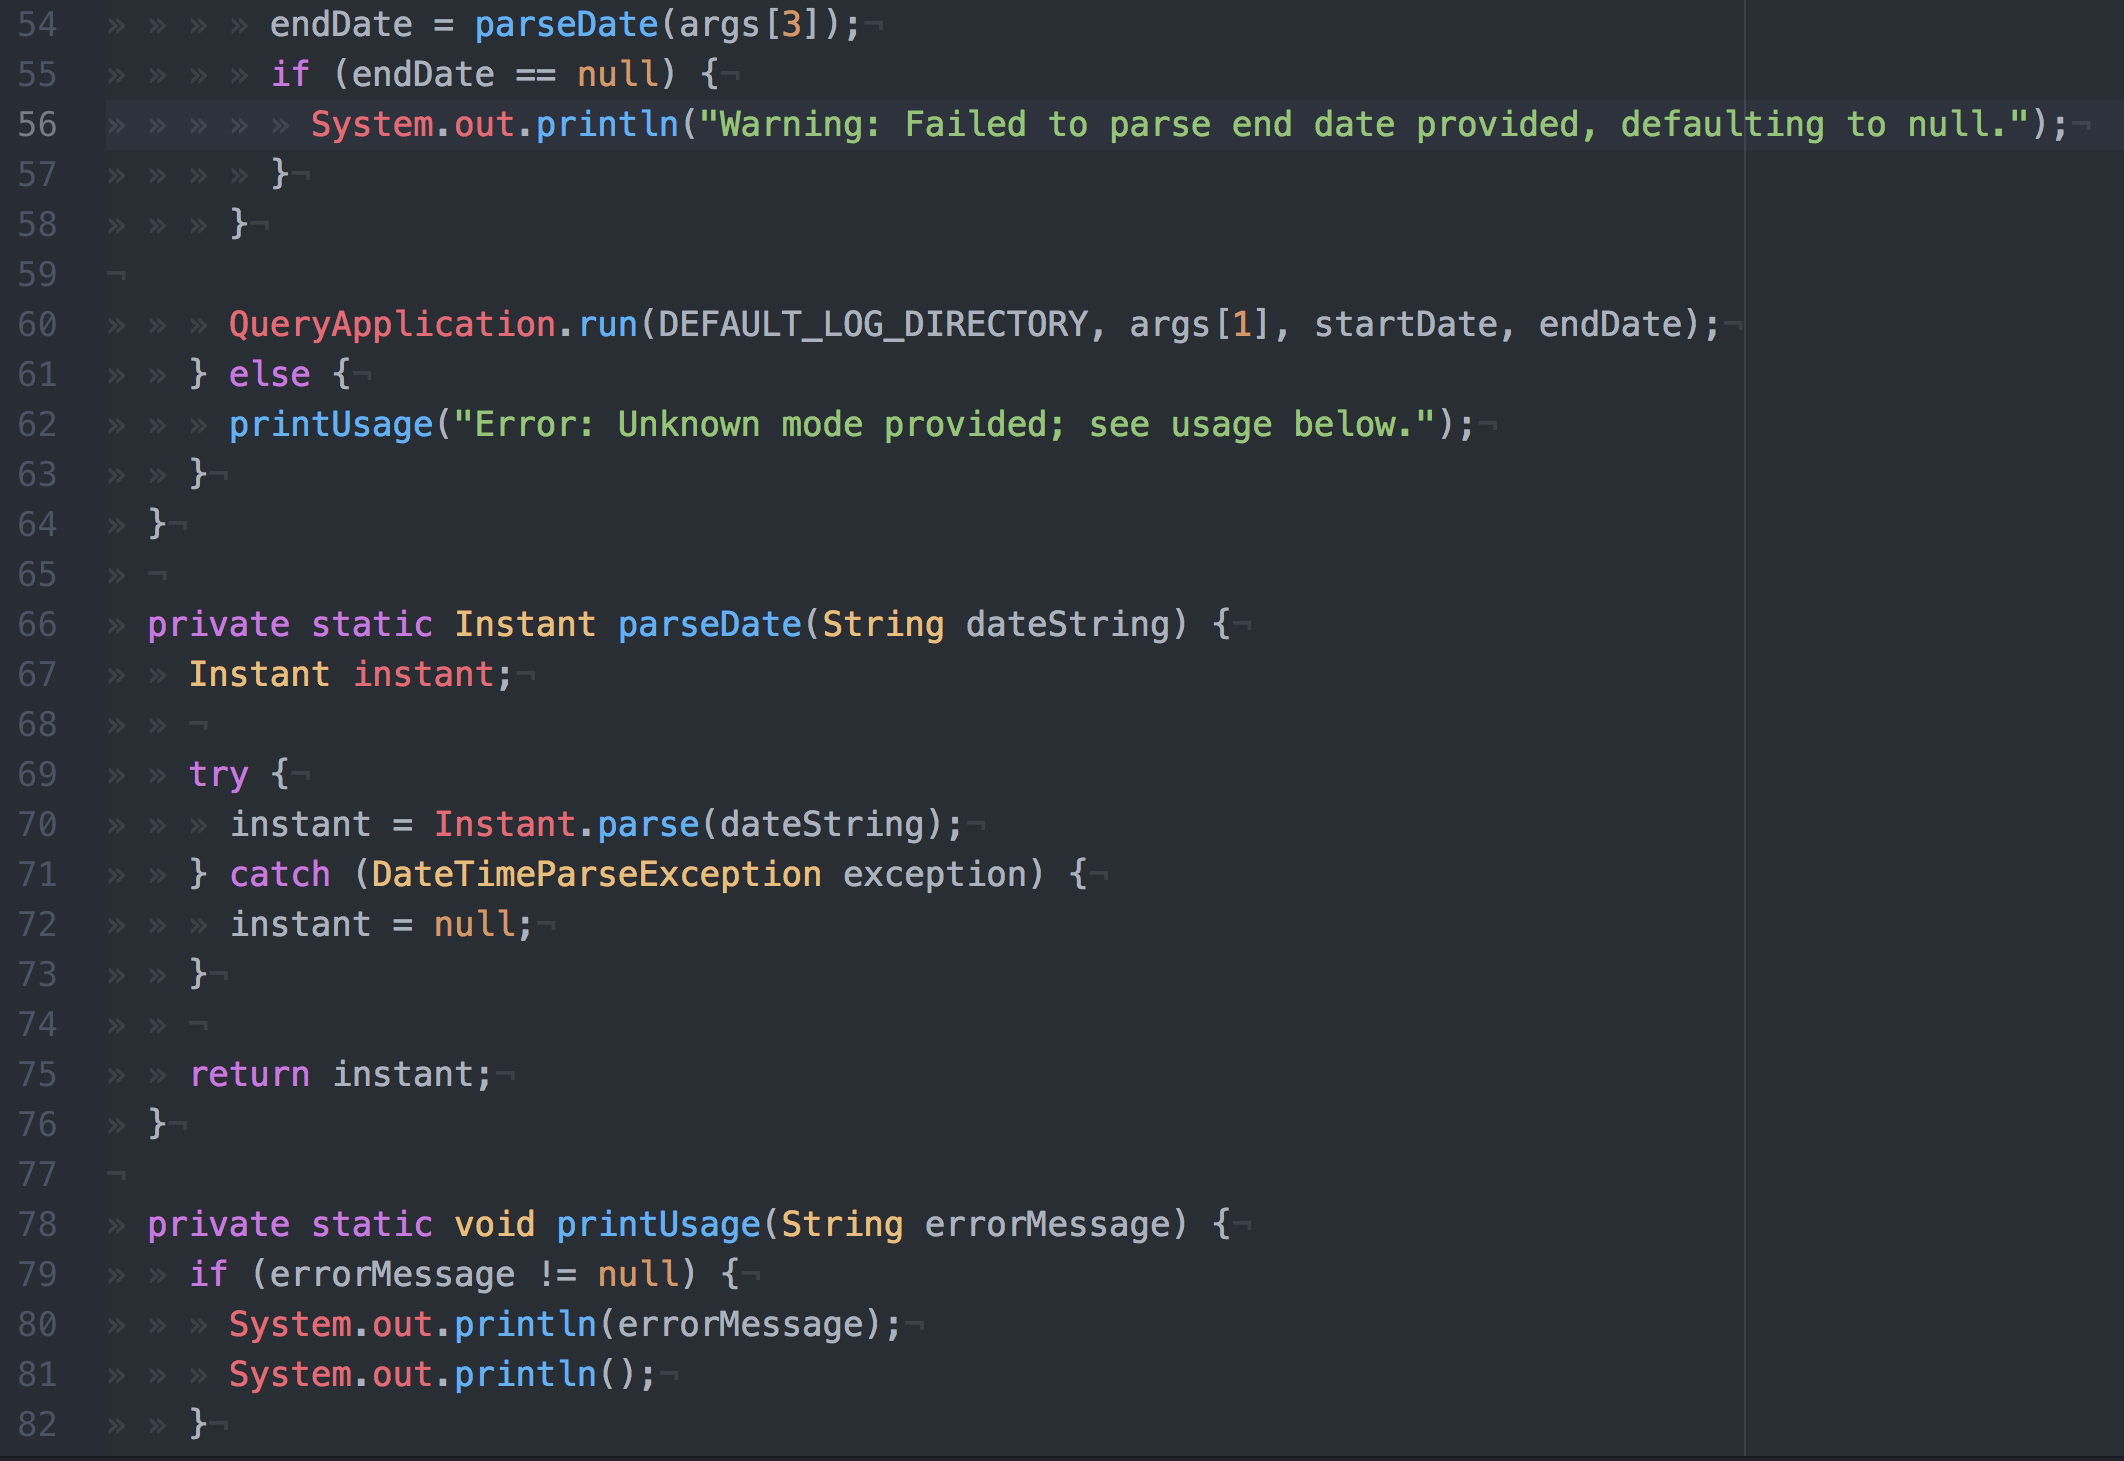 54 » » » » endDate = parseDate(args[3]);¬
55 » » » » if (endDate == null) {¬
56 » » » » » System.out.println("Warning: Failed to parse end date provided, defaulting to null.");¬
57 » » » » }¬
58 » » » }¬
59 ¬
60 » » » QueryApplication.run(DEFAULT_LOG_DIRECTORY, args[1], startDate, endDate);¬
61 » » } else {¬
62 » » » printUsage("Error: Unknown mode provided; see usage below.");¬
63 » » }¬
64 » }¬
65 » ¬
66 » private static Instant parseDate(String dateString) {¬
67 » » Instant instant;¬
68 » » ¬
69 » » try {¬
70 » » » instant = Instant.parse(dateString);¬
71 » » } catch (DateTimeParseException exception) {¬
72 » » » instant = null;¬
73 » » }¬
74 » » ¬
75 » » return instant;¬
76 » }¬
77 ¬
78 » private static void printUsage(String errorMessage) {¬
79 » » if (errorMessage != null) {¬
80 » » » System.out.println(errorMessage);¬
81 » » » System.out.println();¬
82 » » }¬